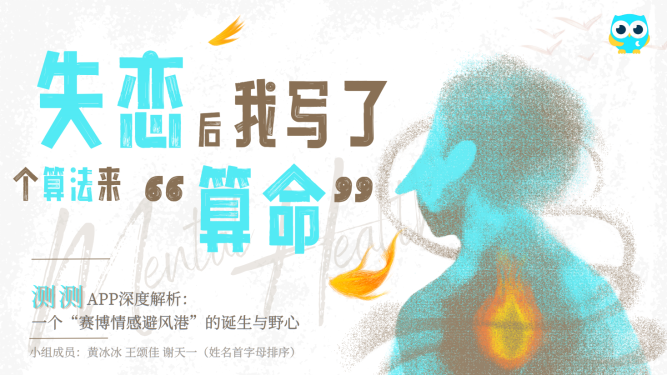 失恋后我写了
个算法来“算命”
Mental Health
测测APP深度解析：
一个“赛博情感避风港”的诞生与野心
小组成员：黄冰冰 王颂佳 谢天一（姓名首字母排序）